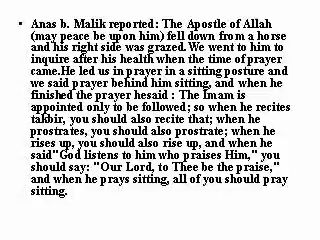 • Anas b. Malik reported: The Apostle of Allah
(may peace be upon him) fell down from a horse
and his right side was grazed.We went to him to
inquire after his health when the time of prayer
came.He led us in prayer in a sitting posture and
we said prayer behind him sitting, and when he
finished the prayer hesaid : The Imam is
appointed only to be followed; so when he recites
takbir, you should also recite that; when he
prostrates, you should also prostrate; when he
rises up, you should also rise up, and when he
said"God listens to him who praises Him," you
should say: "Our Lord, to Thee be the praise,"
and when he prays sitting, all of you should pray
sitting.